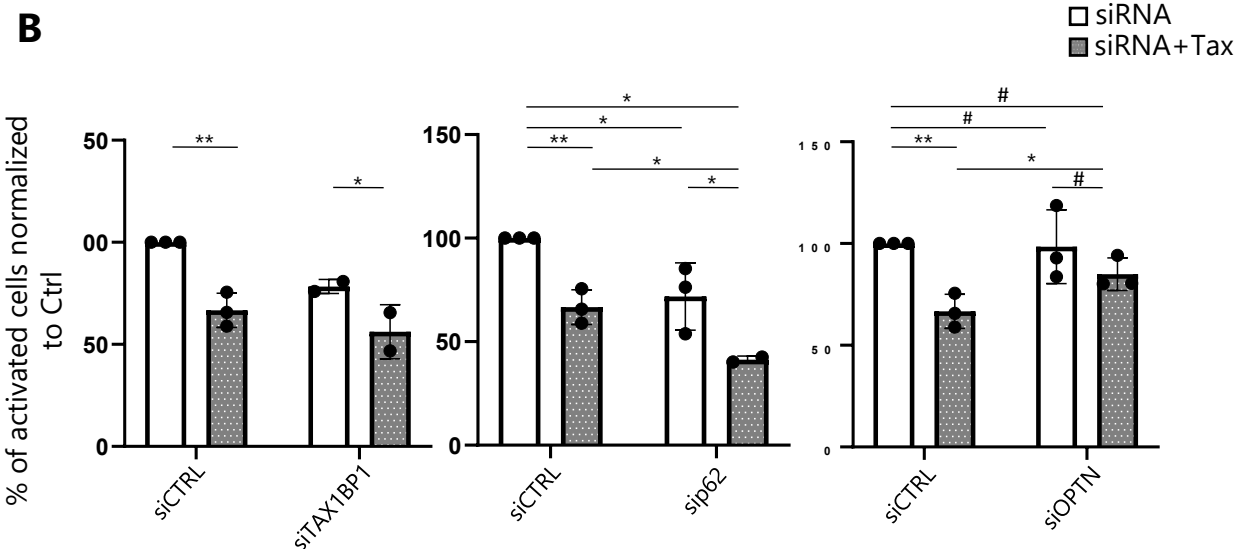 B
siRNA
siRNA+Tax
% of activated cells normalized
to Ctrl
50
00
50
0
**
*
siCTRL
siTAX1BP1
150
100
50
0
*
*
**
*
*
siCTRL
sip62
150
100
50
0
#
#
**
*
#
siCTRL
siOPTN